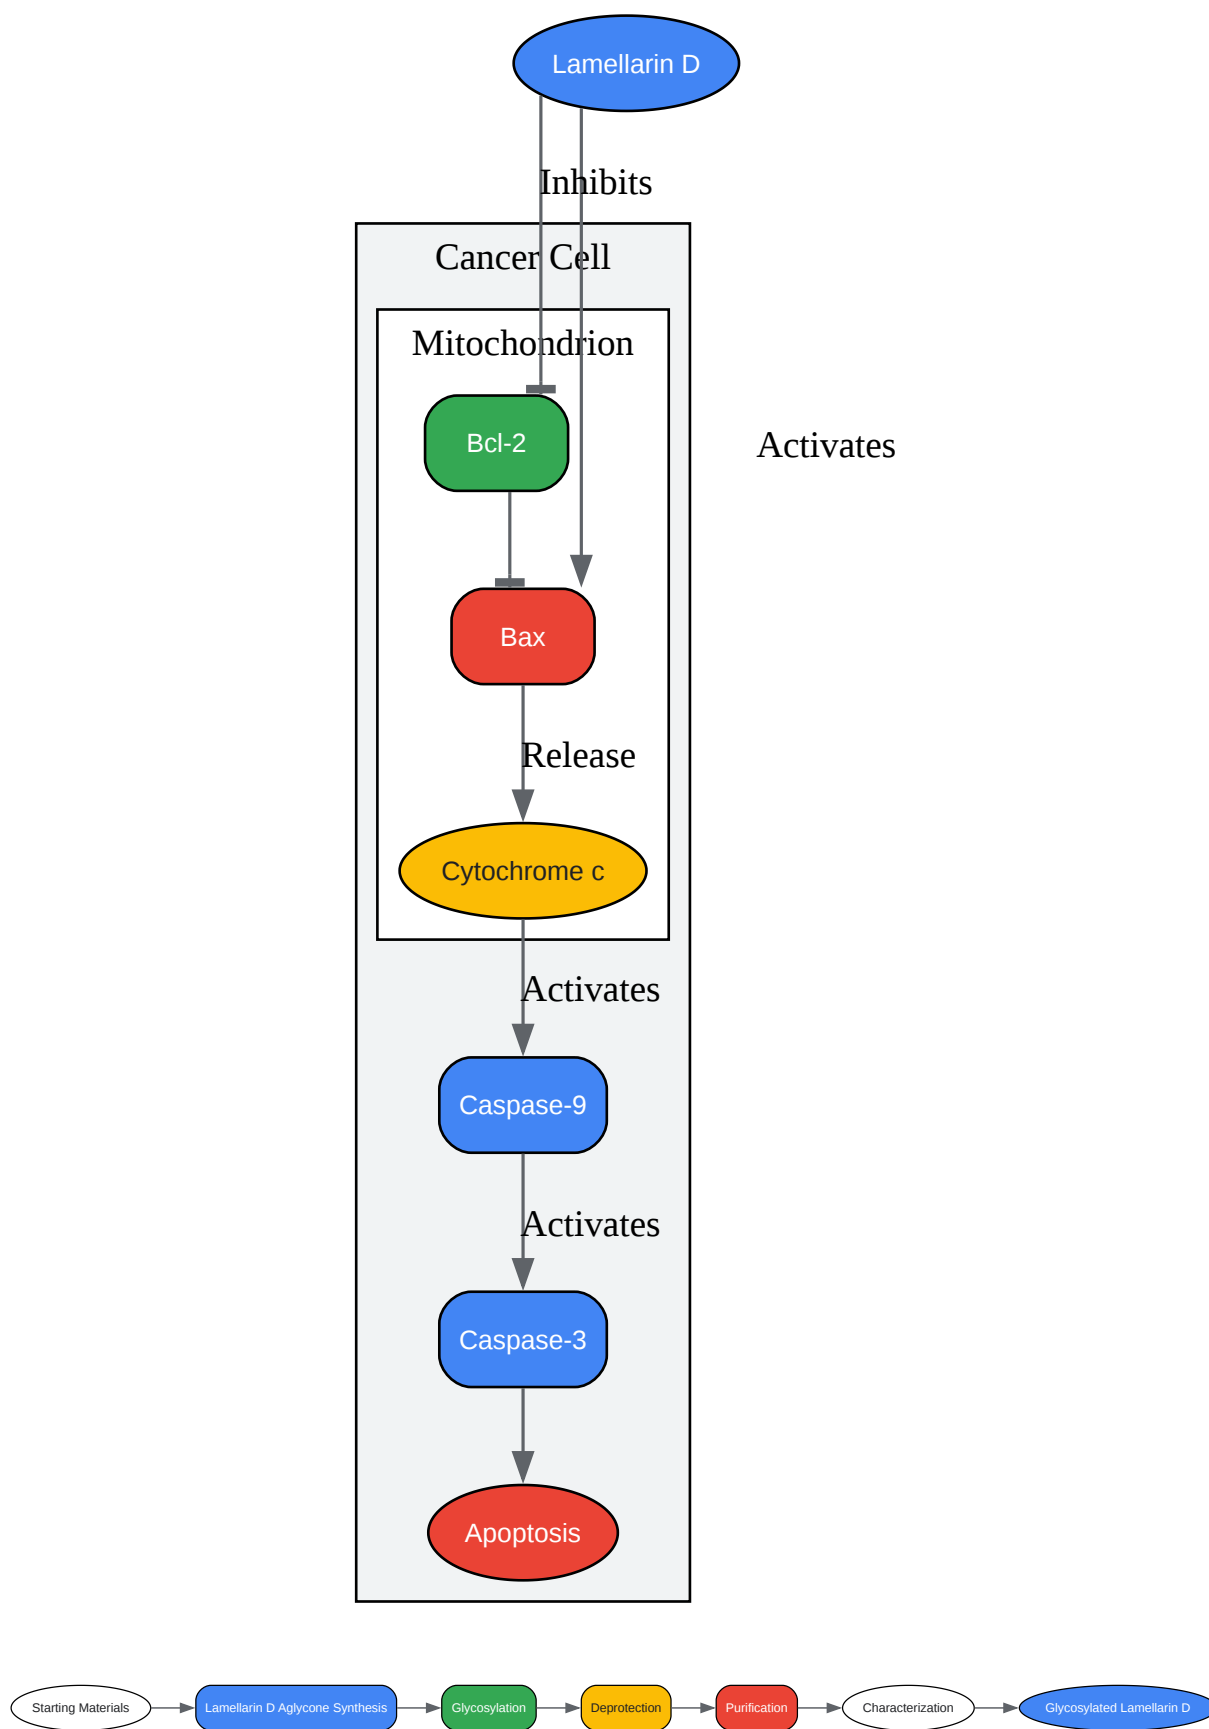 Lamellarin D
Inhibits
Cancer Cell
Mitochondrion
Bcl-2
Activates
Bax
Release
Cytochrome c
Activates
Caspase-9
Activates
Caspase-3
Apoptosis
Starting Materials
Lamellarin D Aglycone Synthesis
Glycosylation
Deprotection
Purification
Characterization
Glycosylated Lamellarin D